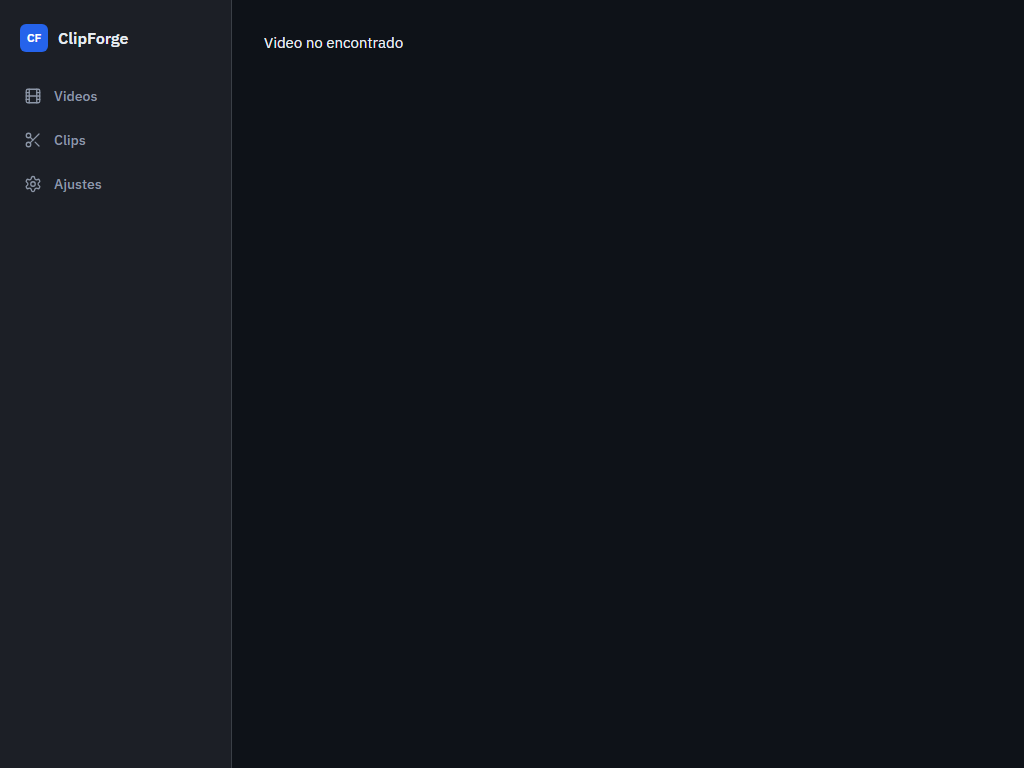 CF ClipForge
Videos
Clips
Ajustes
Video no encontrado